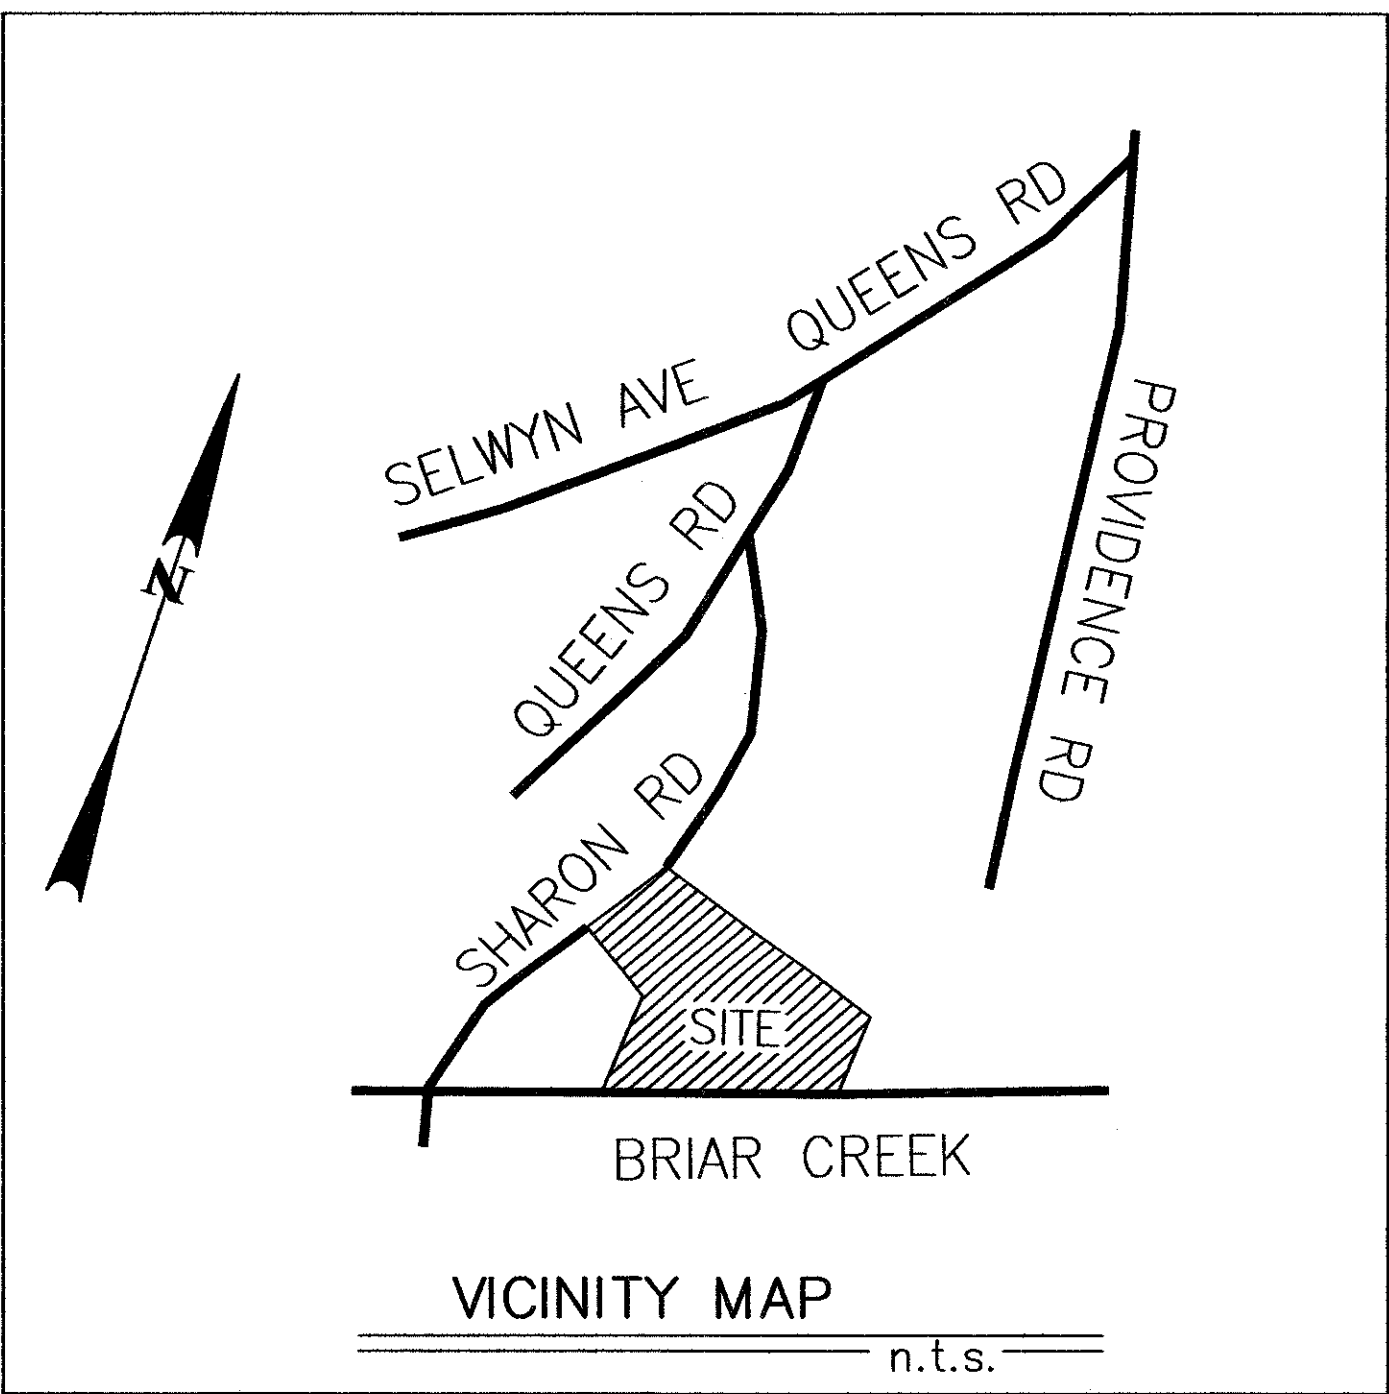 QUEENS RD
SELWYN AVE
PROVIDENCE RD
QUEENS RD
N
SHARON RD
SITE
BRIAR CREEK
VICINITY MAP
n.t.s.